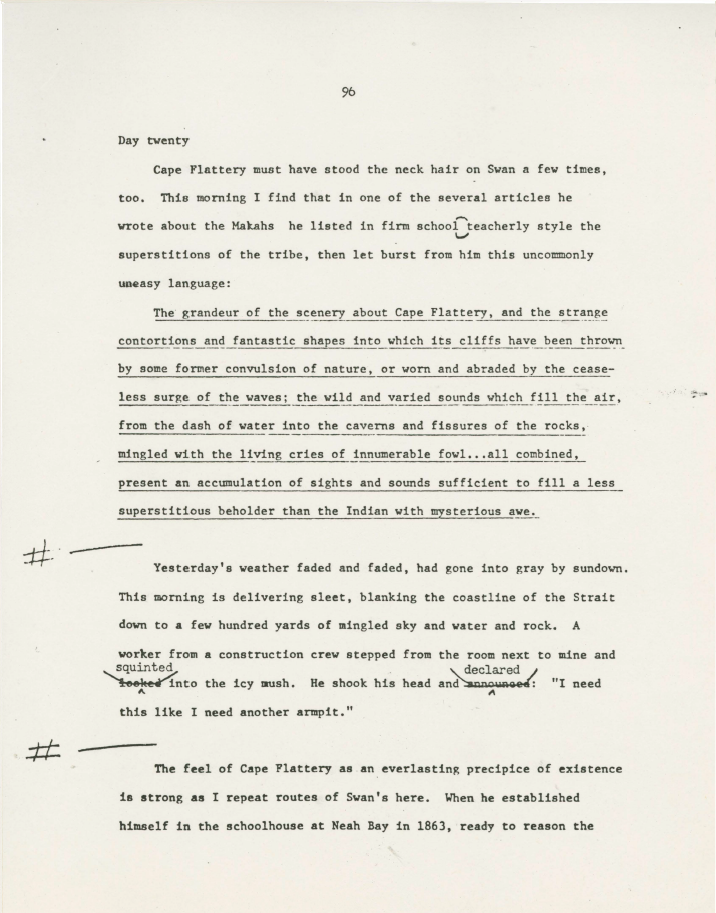 96
Day twenty
Cape Flattery must have stood the neck hair on Swan a few times,
too. This morning I find that in one of the several articles he
wrote about the Makahs he listed in firm school teacherly style the
superstitions of the tribe, then let burst from him this uncommonly
uneasy language:
The grandeur of the scenery about Cape Flattery, and the strange
contortions and fantastic shapes into which its cliffs have been thrown
by some former convulsion of nature, or worn and abraded by the cease-
less surge of the waves; the wild and varied sounds which fill the air,
from the dash of water into the caverns and fissures of the rocks,
mingled with the living cries of innumerable fowl...all combined,
present an accumulation of sights and sounds sufficient to fill a less
superstitious beholder than the Indian with mysterious awe.
#
Yesterday's weather faded and faded, had gone into gray by sundown.
This morning is delivering sleet, blanking the coastline of the Strait
down to a few hundred yards of mingled sky and water and rock. A
worker from a construction crew stepped from the room next to mine and
squinted declared
looked into the icy mush. He shook his head and announced: "I need
this like I need another armpit."
#
The feel of Cape Flattery as an everlasting precipice of existence
is strong as I repeat routes of Swan's here. When he established
himself in the schoolhouse at Neah Bay in 1863, ready to reason the